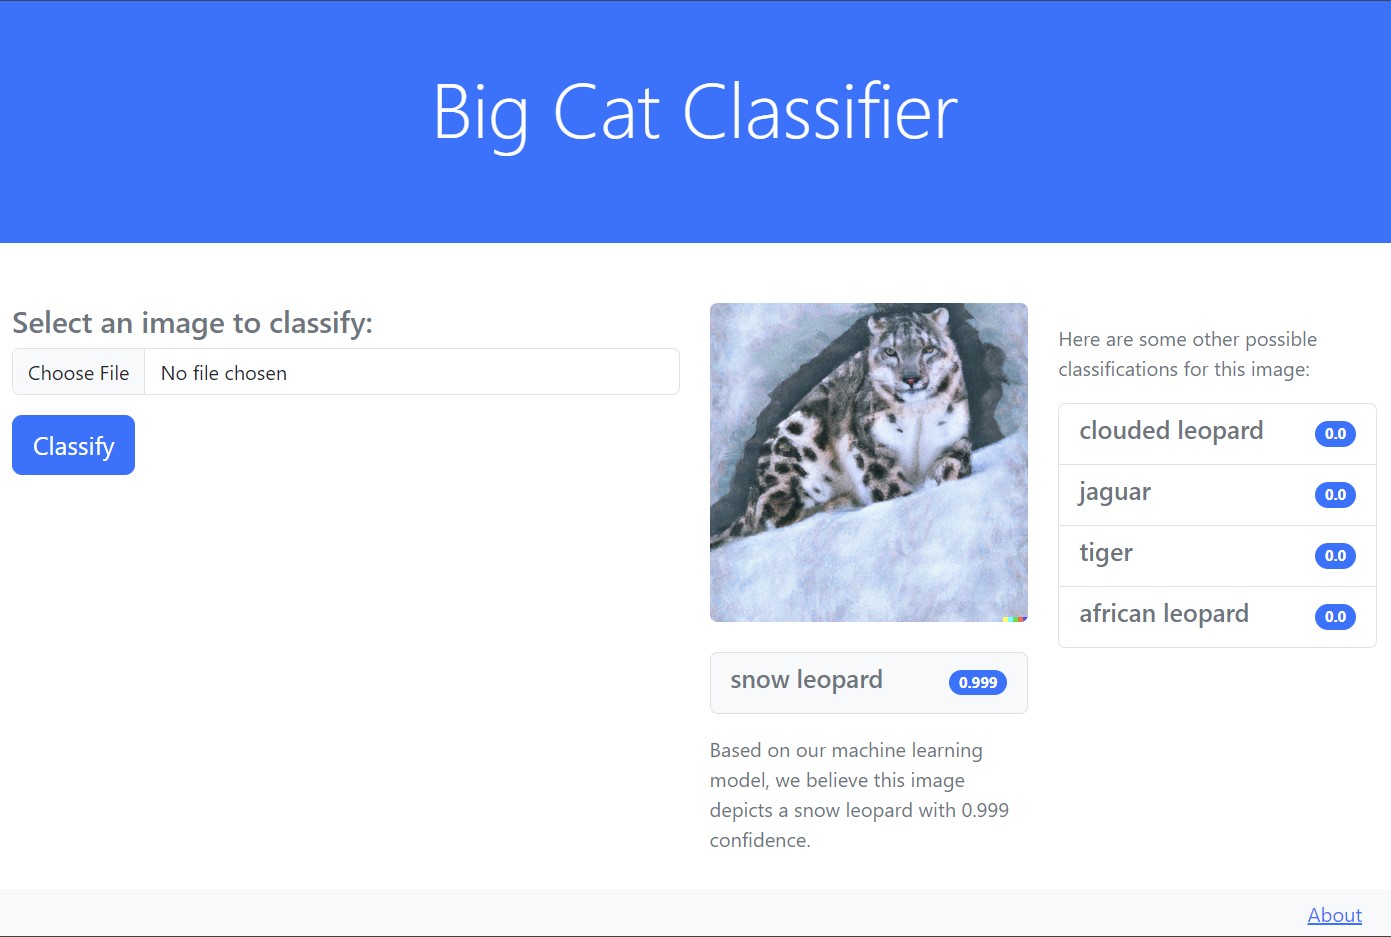 Big Cat Classifier
Select an image to classify:
Choose File
No file chosen
Classify
snow leopard
0.999
Based on our machine learning
model, we believe this image
depicts a snow leopard with 0.999
confidence.
Here are some other possible
classifications for this image:
clouded leopard
0.0
jaguar
0.0
tiger
0.0
african leopard
0.0
About